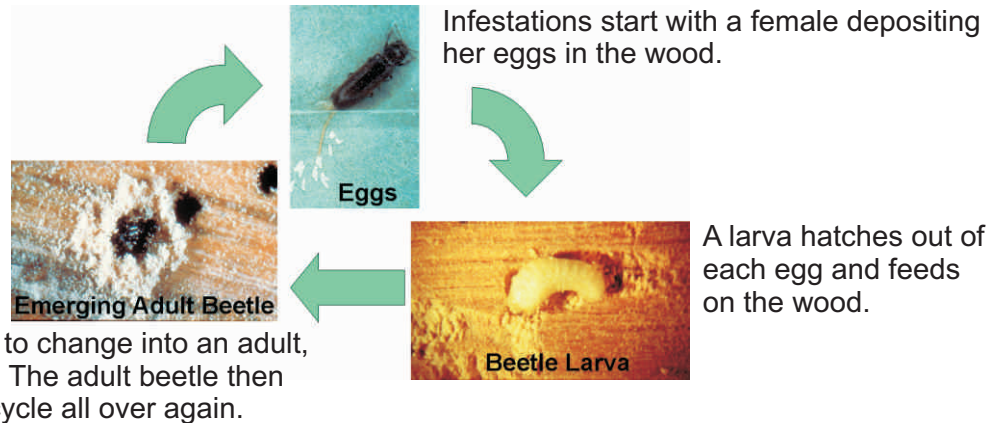 Infestations start with a female depositing
her eggs in the wood.
Eggs
A larva hatches out of
each egg and feeds
on the wood.
Beetle Larva
Emerging Adult Beetle
to change into an adult,
The adult beetle then
cycle all over again.